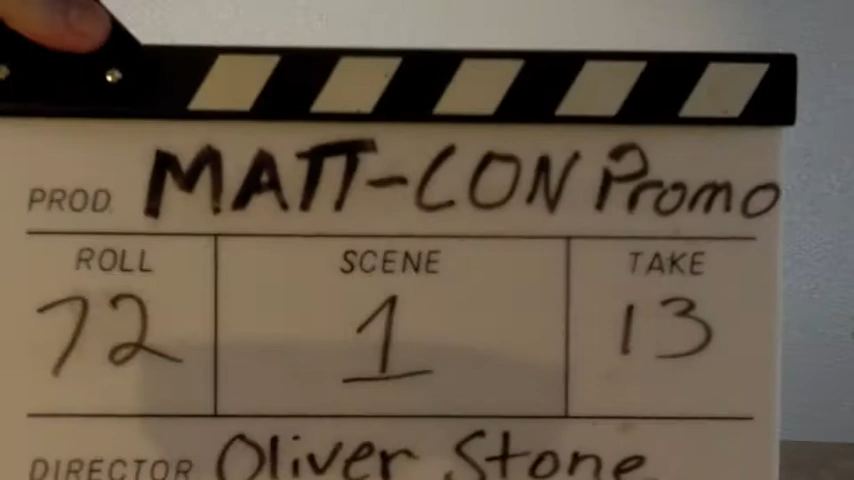 PROD. MATT-CON Promo
ROLL SCENE TAKE
72 1 13
DIRECTOR Oliver Stone